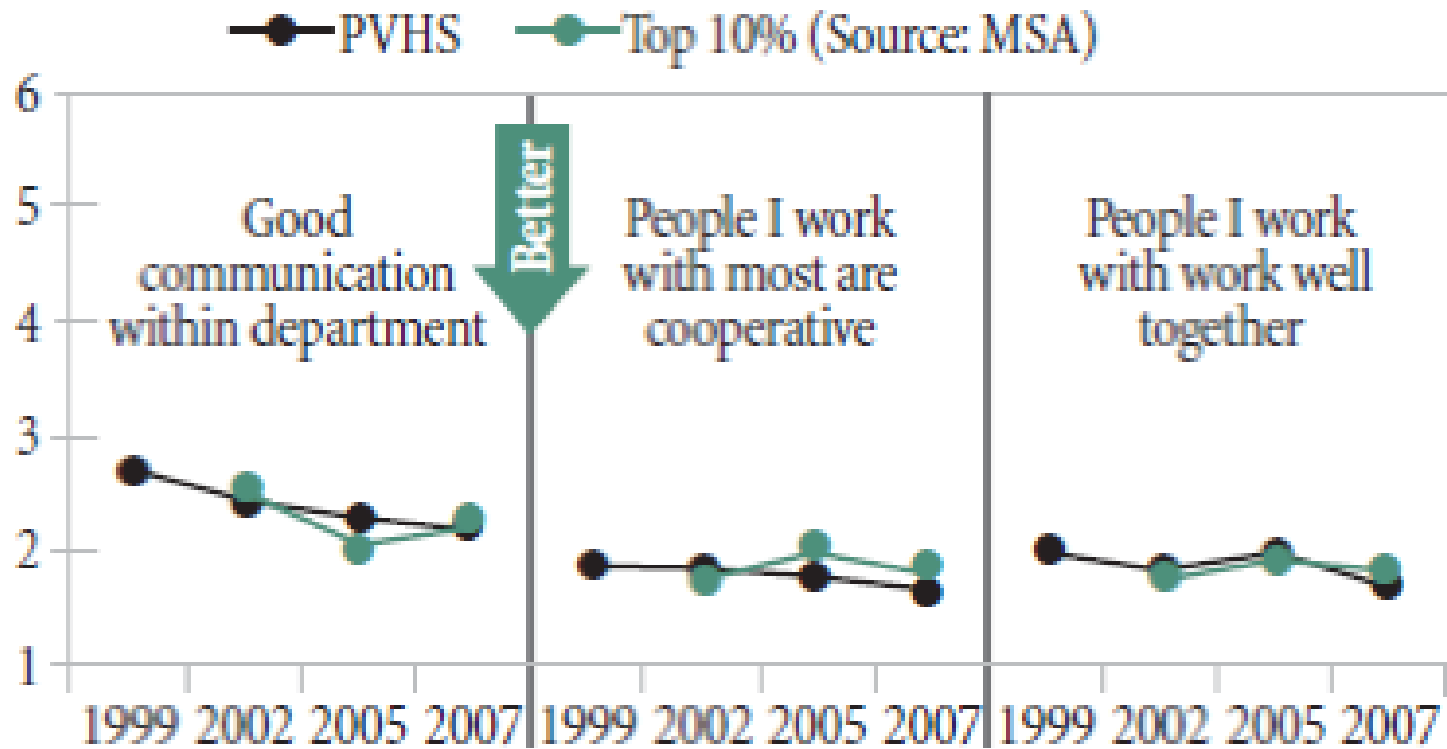 PVHS Top 10% (Source: MSA)
6
5
4
3
2
1
Better
Good
communication
within department
People I work
with most are
cooperative
People I work
with work well
together
1999 2002 2005 2007 1999 2002 2005 2007 1999 2002 2005 2007